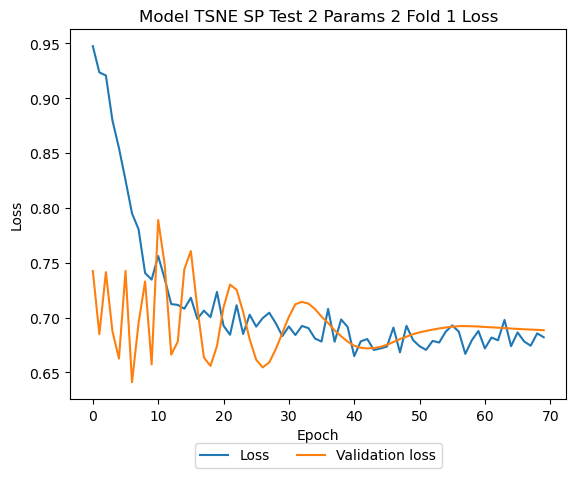 Model TSNE SP Test 2 Params 2 Fold 1 Loss
0.95
0.90
0.85
0.80
0.75
0.70
0.65
Loss
0 10 20 30 40 50 60 70
Epoch
Loss Validation loss